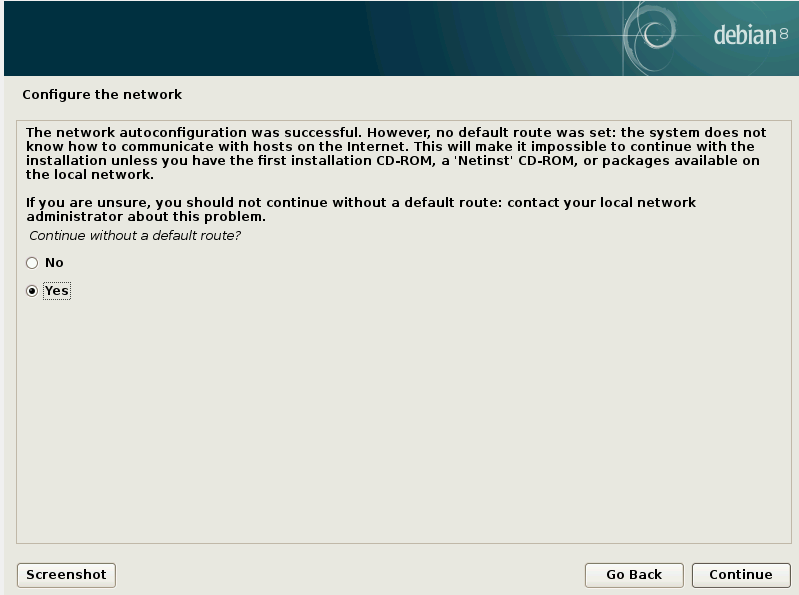 debian 8
Configure the network
The network autoconfiguration was successful. However, no default route was set: the system does not
know how to communicate with hosts on the Internet. This will make it impossible to continue with the
installation unless you have the first installation CD-ROM, a 'Netinst' CD-ROM, or packages available on
the local network.
If you are unsure, you should not continue without a default route: contact your local network
administrator about this problem.
Continue without a default route?
No
Yes
Screenshot
Go Back
Continue